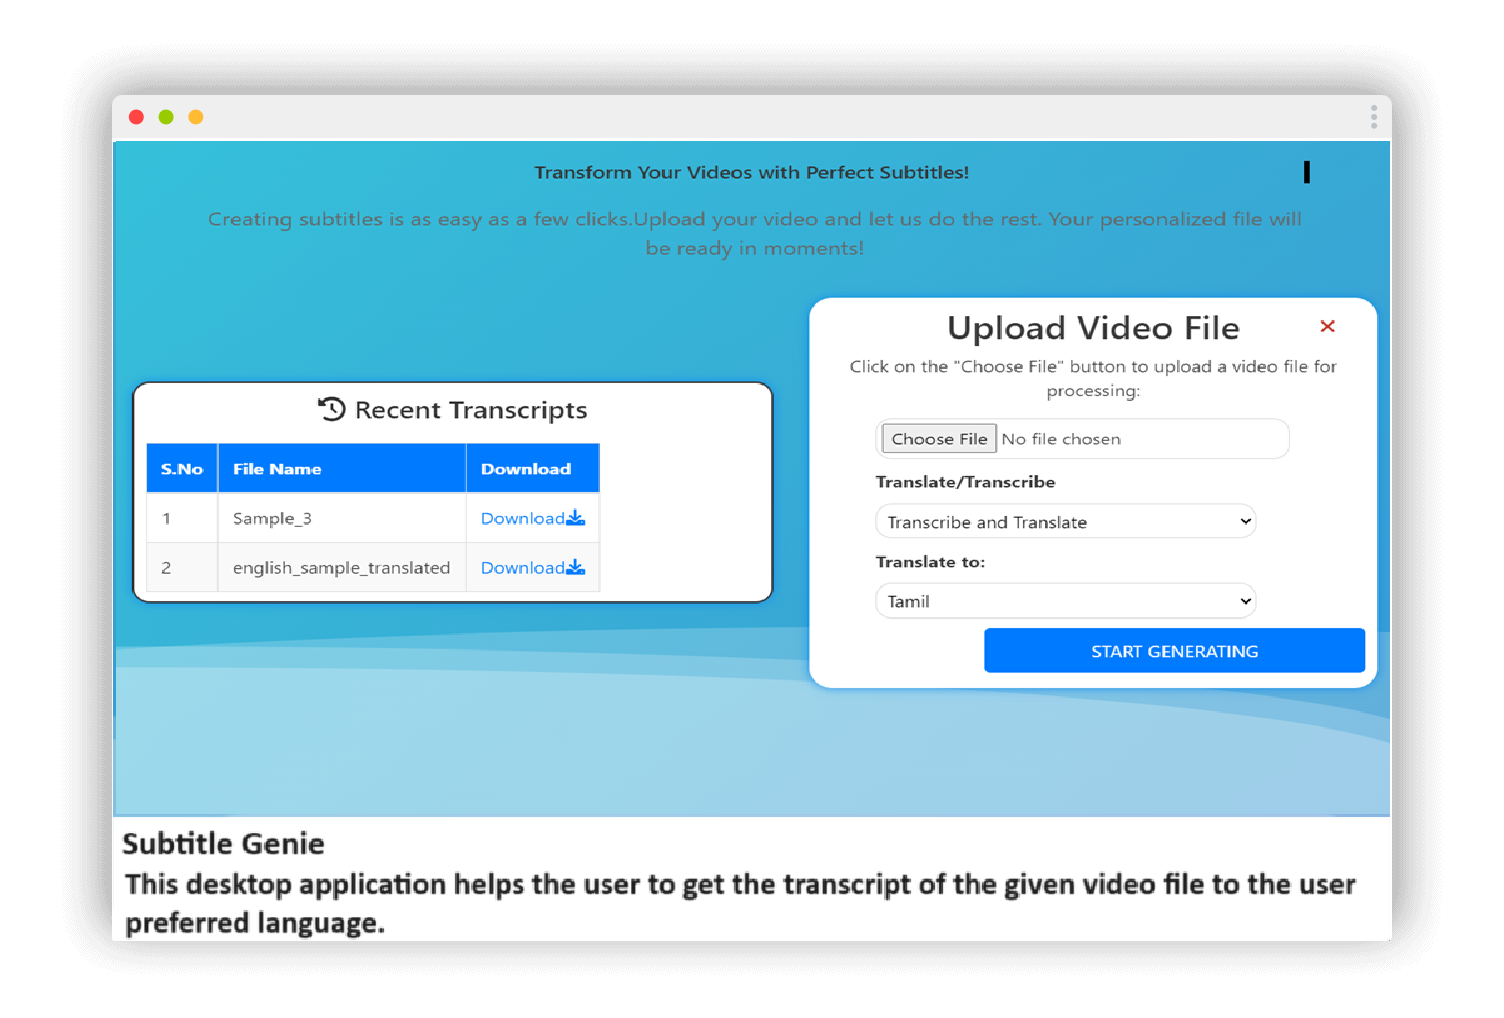 Transform Your Videos with Perfect Subtitles!
Creating subtitles is as easy as a few clicks.Upload your video and let us do the rest. Your personalized file will
be ready in moments!
Recent Transcripts
S.No File Name Download
1 Sample_3 Download
2 english_sample_translated Download
Upload Video File
Click on the "Choose File" button to upload a video file for
processing:
Choose File No file chosen
Translate/Transcribe
Transcribe and Translate
Translate to:
Tamil
START GENERATING
Subtitle Genie
This desktop application helps the user to get the transcript of the given video file to the user
preferred language.